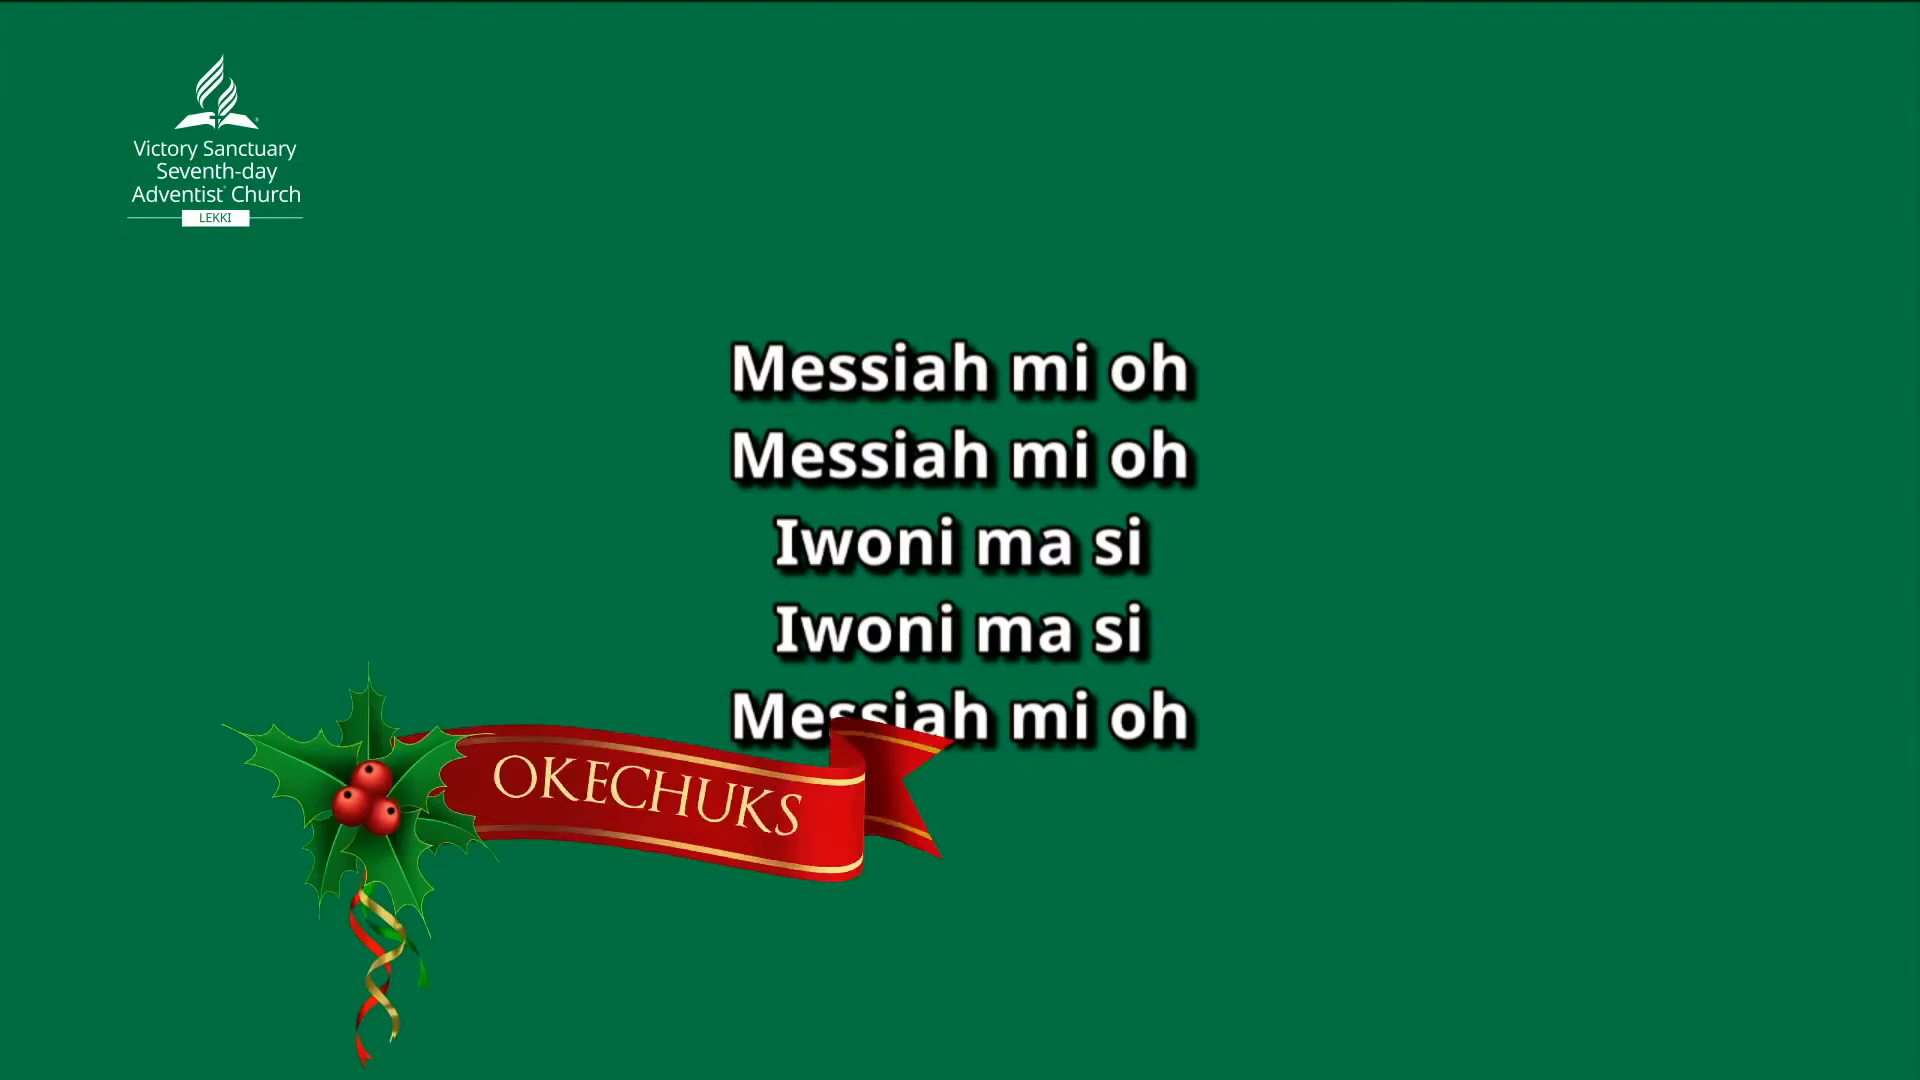 Victory Sanctuary
Seventh-day
Adventist® Church
LEKKI
Messiah mi oh
Messiah mi oh
Iwoni ma si
Iwoni ma si
Messiah mi oh
OKECHUKS